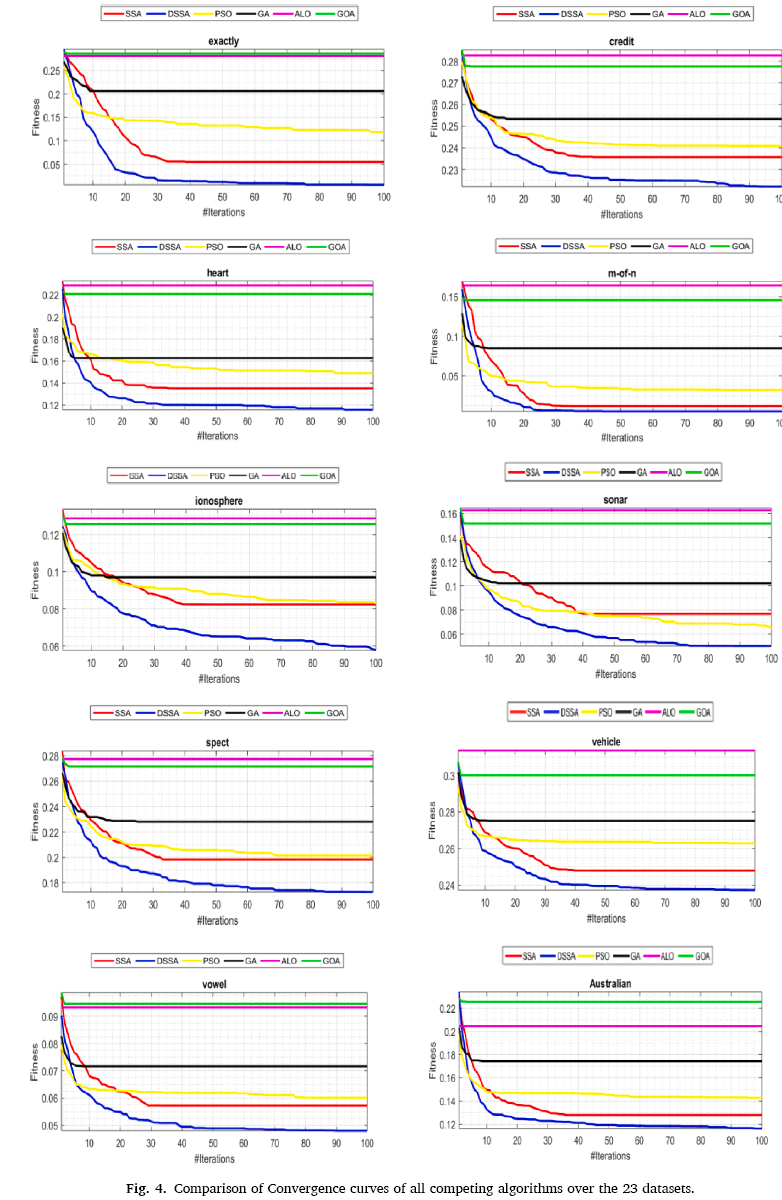 SSA DSSA PSO GA ALO GOA
SSA DSSA PSO GA ALO GOA
exactly
credit
0.25
0.2
0.15
0.1
0.05
Fitness
10 20 30 40 50 60 70 80 90 100
#Iterations
0.28
0.27
0.26
0.25
0.24
0.23
Fitness
10 20 30 40 50 60 70 80 90 100
#Iterations
SSA DSSA PSO GA ALO GOA
SSA DSSA PSO GA ALO GOA
heart
m-of-n
0.22
0.2
0.18
0.16
0.14
0.12
Fitness
10 20 30 40 50 60 70 80 90 100
#Iterations
0.15
0.1
0.05
Fitness
10 20 30 40 50 60 70 80 90 100
#Iterations
SSA DSSA PSO GA ALO GOA
SSA DSSA PSO GA ALO GOA
ionosphere
sonar
0.12
0.1
0.08
0.06
Fitness
10 20 30 40 50 60 70 80 90 100
#Iterations
0.16
0.14
0.12
0.1
0.08
0.06
Fitness
10 20 30 40 50 60 70 80 90 100
#Iterations
SSA DSSA PSO GA ALO GOA
SSA DSSA PSO GA ALO GOA
spect
vehicle
0.28
0.26
0.24
0.22
0.2
0.18
Fitness
10 20 30 40 50 60 70 80 90 100
#Iterations
0.3
0.28
0.26
0.24
Fitness
10 20 30 40 50 60 70 80 90 100
#Iterations
SSA DSSA PSO GA ALO GOA
SSA DSSA PSO GA ALO GOA
vowel
Australian
0.09
0.08
0.07
0.06
0.05
Fitness
10 20 30 40 50 60 70 80 90 100
#Iterations
0.22
0.2
0.18
0.16
0.14
0.12
Fitness
10 20 30 40 50 60 70 80 90 100
#Iterations
Fig. 4. Comparison of Convergence curves of all competing algorithms over the 23 datasets.